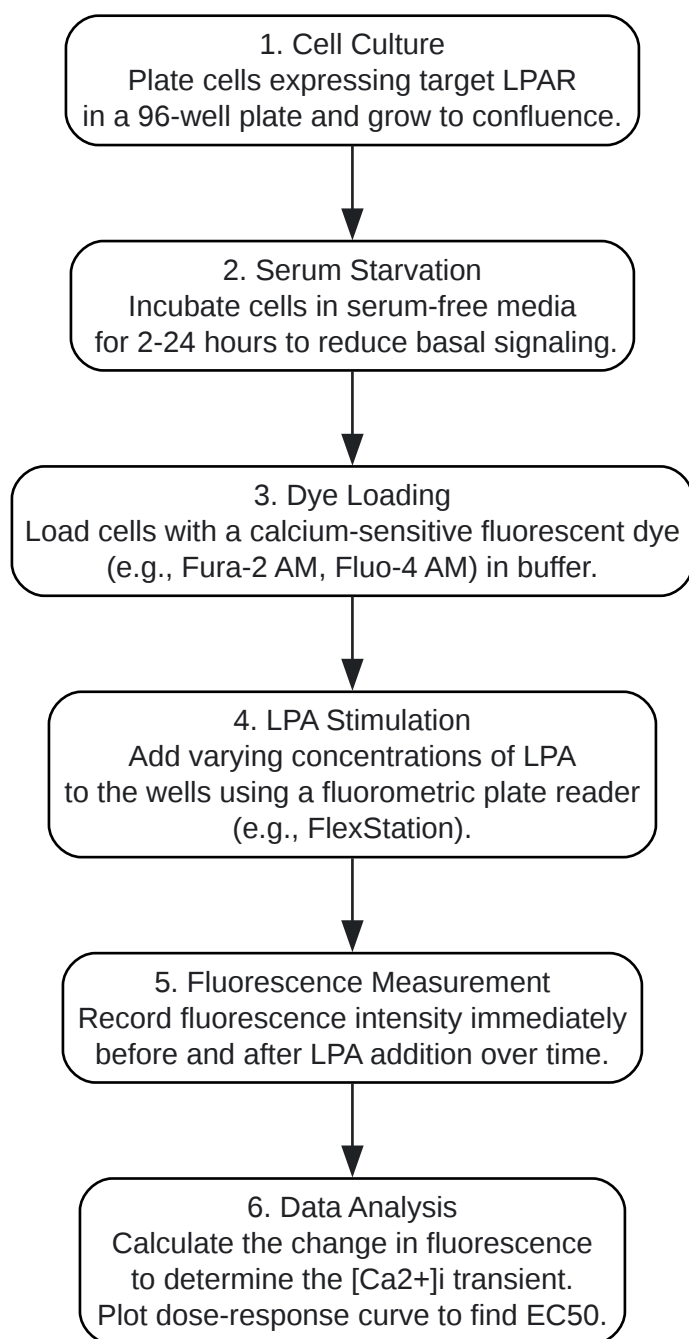 1. Cell Culture
Plate cells expressing target LPAR
in a 96-well plate and grow to confluence.
2. Serum Starvation
Incubate cells in serum-free media
for 2-24 hours to reduce basal signaling.
3. Dye Loading
Load cells with a calcium-sensitive fluorescent dye
(e.g., Fura-2 AM, Fluo-4 AM) in buffer.
4. LPA Stimulation
Add varying concentrations of LPA
to the wells using a fluorometric plate reader
(e.g., FlexStation).
5. Fluorescence Measurement
Record fluorescence intensity immediately
before and after LPA addition over time.
6. Data Analysis
Calculate the change in fluorescence
to determine the [Ca2+]i transient.
Plot dose-response curve to find EC50.